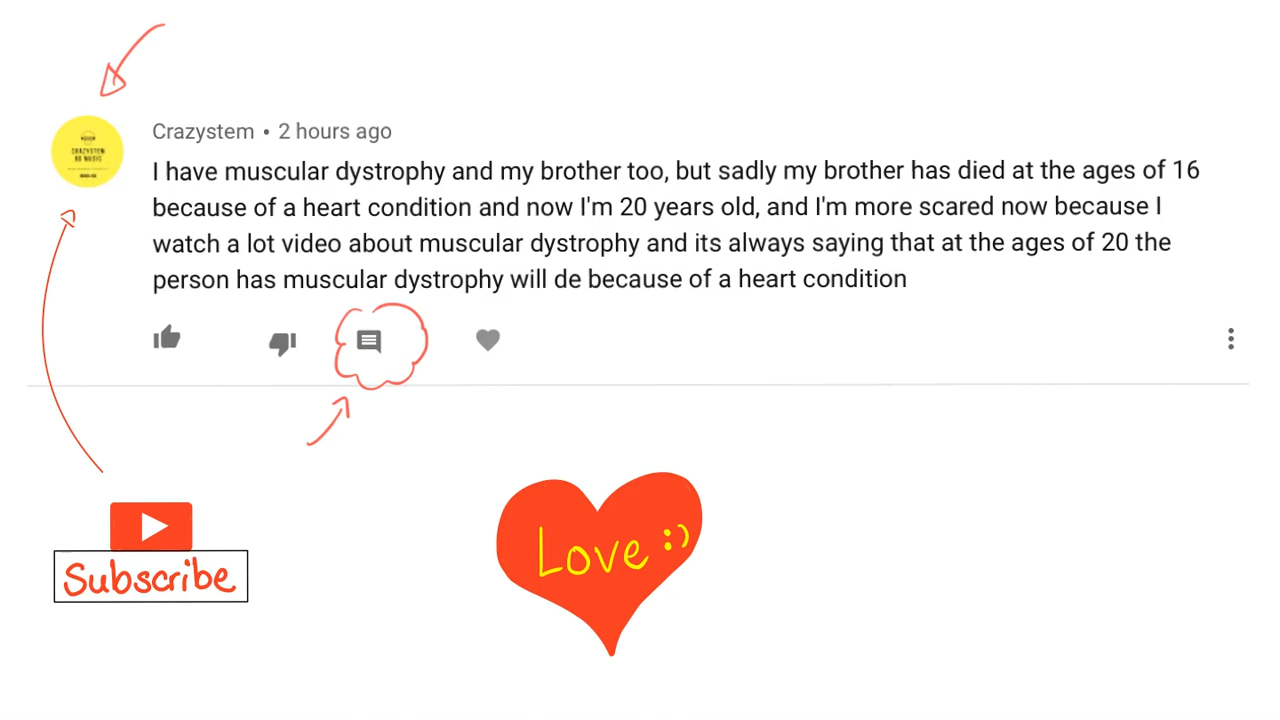 Crazystem • 2 hours ago
I have muscular dystrophy and my brother too, but sadly my brother has died at the ages of 16
because of a heart condition and now I'm 20 years old, and I'm more scared now because I
watch a lot video about muscular dystrophy and its always saying that at the ages of 20 the
person has muscular dystrophy will de because of a heart condition
CRAZYSTEM
Love :)
Subscribe